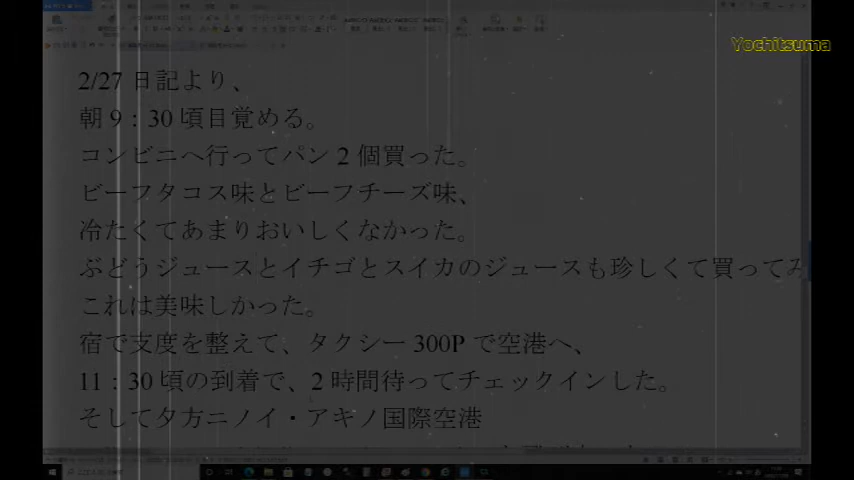 Yochitsuma
2/27 日記より、
朝 9：30 頃目覚める。
コンビニへ行ってパン 2 個買った。
ビーフタコス味とビーフチーズ味、
冷たくてあまりおいしくなかった。
ぶどうジュースとイチゴとスイカのジュースも珍しくて買ってみ
これは美味しかった。
宿で支度を整えて、タクシー 300P で空港へ、
11：30 頃の到着で、2 時間待ってチェックインした。
そして夕方ニノイ・アキノ国際空港